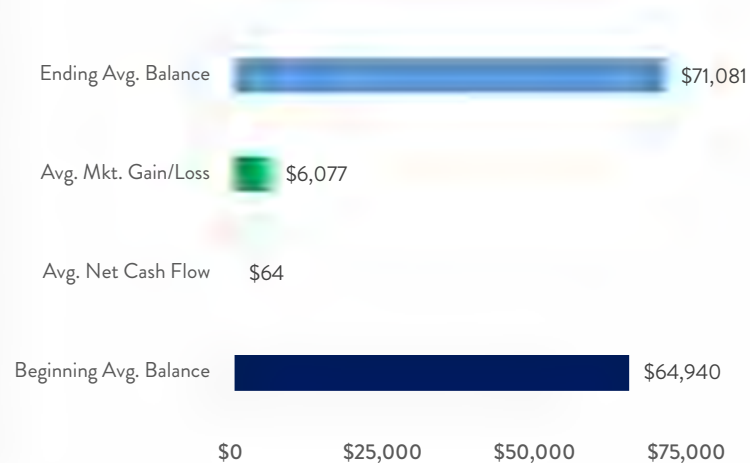 Ending Avg. Balance $71,081
Avg. Mkt. Gain/Loss $6,077
Avg. Net Cash Flow $64
Beginning Avg. Balance $64,940
$0 $25,000 $50,000 $75,000